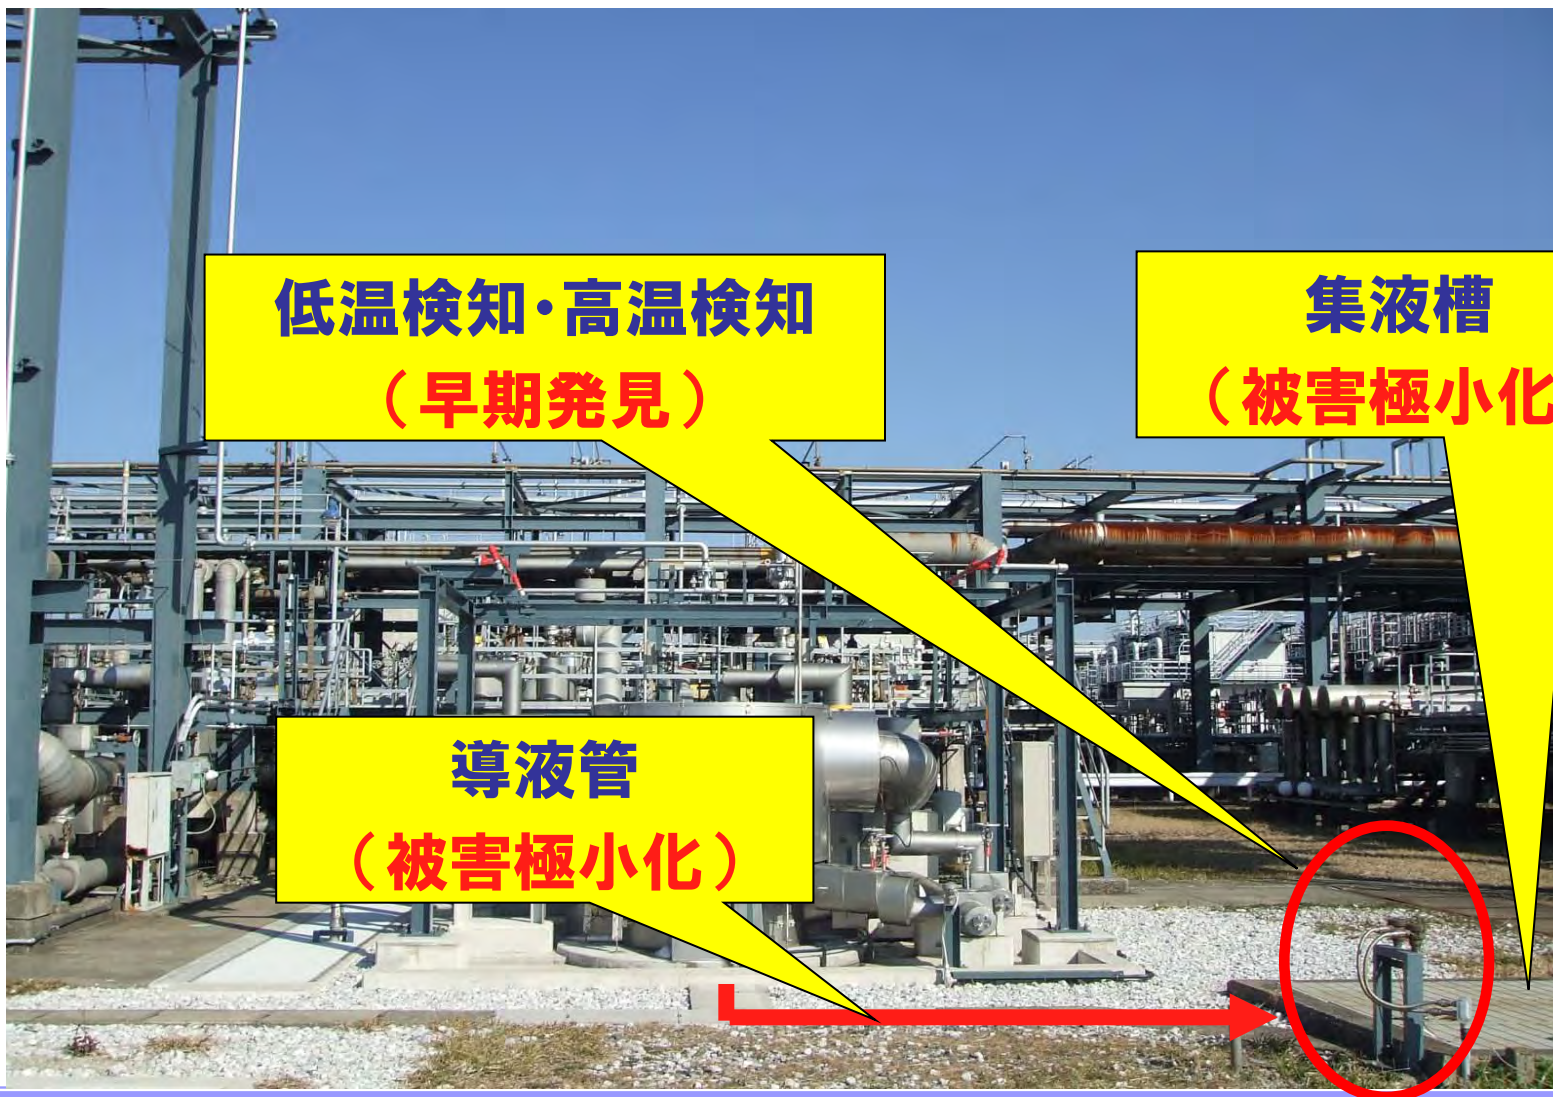 低温検知・高温検知
（早期発見）
集液槽
（被害極小化
導液管
（被害極小化）